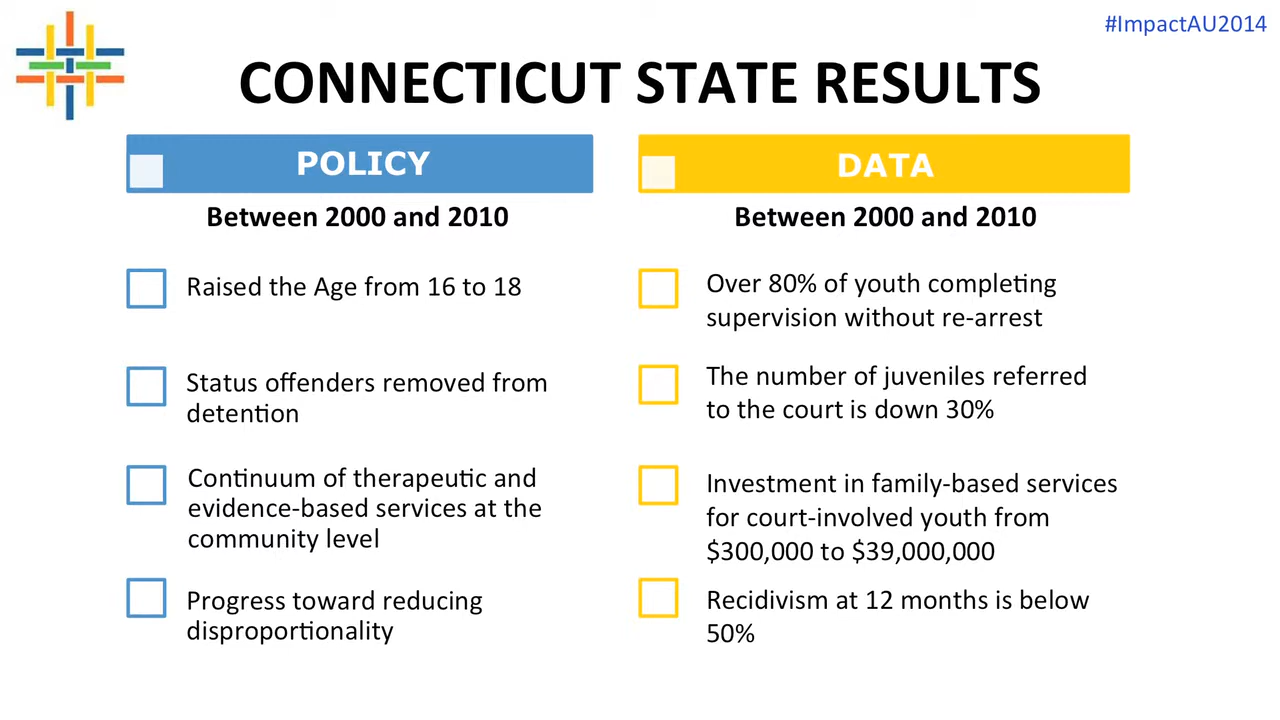 #ImpactAU2014
CONNECTICUT STATE RESULTS
POLICY
Between 2000 and 2010
Raised the Age from 16 to 18
Status offenders removed from
detention
Continuum of therapeutic and
evidence-based services at the
community level
Progress toward reducing
disproportionality
DATA
Between 2000 and 2010
Over 80% of youth completing
supervision without re-arrest
The number of juveniles referred
to the court is down 30%
Investment in family-based services
for court-involved youth from
$300,000 to $39,000,000
Recidivism at 12 months is below
50%